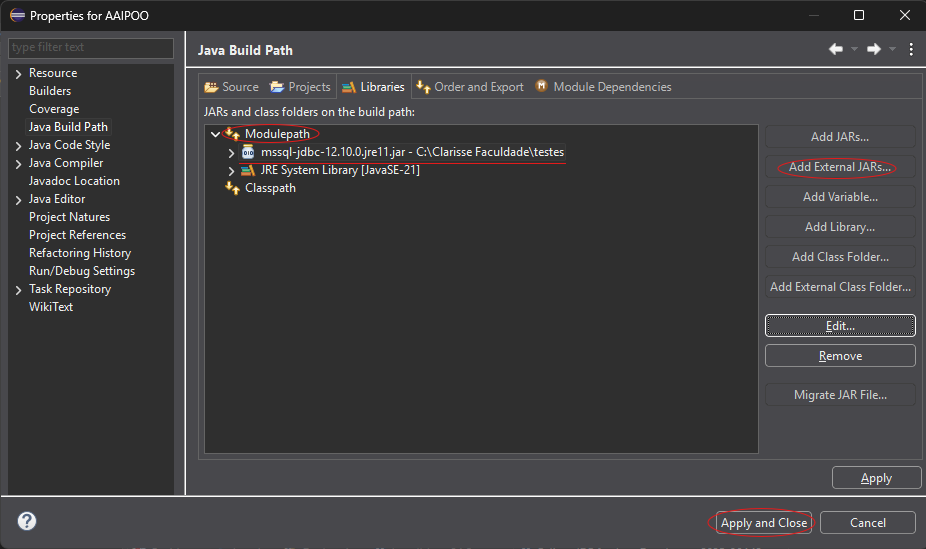 Properties for AAIPOO
type filter text
Resource
Builders
Coverage
Java Build Path
Java Code Style
Java Compiler
Javadoc Location
Java Editor
Project Natures
Project References
Refactoring History
Run/Debug Settings
Task Repository
WikiText
Java Build Path
Source Projects Libraries Order and Export Module Dependencies
JARs and class folders on the build path:
Modulepath
mssql-jdbc-12.10.0.jre11.jar - C:\Clarisse Faculdade\testes
JRE System Library [JavaSE-21]
Classpath
Add JARs...
Add External JARs...
Add Variable...
Add Library...
Add Class Folder...
Add External Class Folder...
Edit...
Remove
Migrate JAR File...
Apply
Apply and Close Cancel